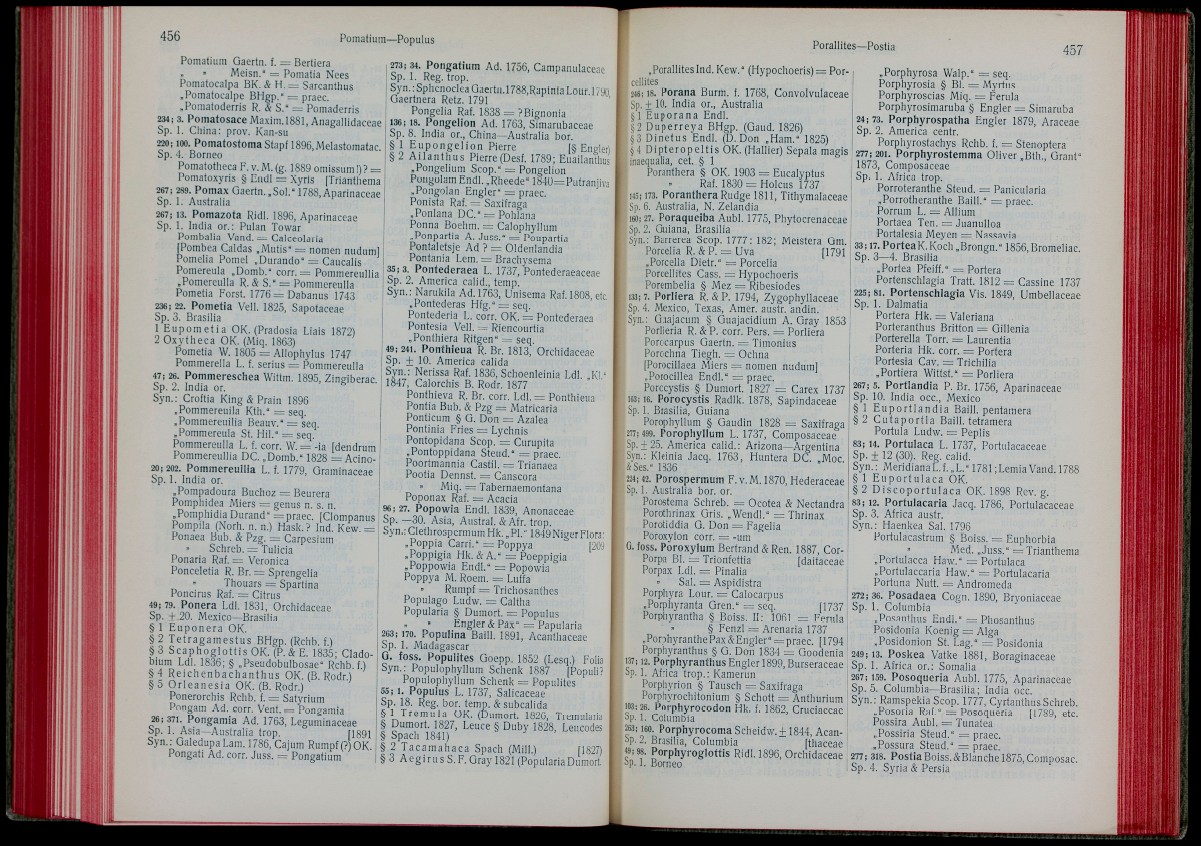 456
Pomatium—Populus
Pomatium Gaertn. f. = Bertiera
" " Meisn.“ = Pomatia Nees
Pomatocalpa BK. & H. = Sarcanthus
„Pomatocalpe BHgp.“ = praec.
„Pomatoderris R. & S.“ = Pomaderris
234; 3. Pomatosace Maxim. 1881, Anagallidaceae
Sp. 1. China: prov. Kan-su
220; 100. Pomatostoma Stapf 1896, Melastomatac.
Sp. 4. Borneo
Pomatotheca F. v. M. (g. 1889 omissum!)? =
Pomatoxyris § Endl = Xyris [Trianthema
267; 289. Pomax Gaertn. „Sol.“ 1788, Aparinaceae
Sp. 1. Australia
267; 13. Pomazota Ridl. 1896, Aparinaceae
Sp. 1. India or.: Pulan Towar
Pombalia Vand. = Calceolaria
[Pombea Caldas „Mutis“ = nomen nudum]
Pomelia Pomel „Durando“ = Caucalis
Pomereula „Domb.“ corr. = Pommereullia
„Pomereulla R. & S.“ = Pommereulla
Pometia Forst. 1776 = Dabanus 1743
236; 22. Pometia Vell. 1825, Sapotaceae
Sp. 3. Brasilia
1 Eupometia OK. (Pradosia Liais 1872)
2 Oxytheca OK. (Miq. 1863)
Pometia W. 1805 = Allophylus 1747
Pommerella L. f. serius = Pommereulla
47; 26. Pommereschea Wittm. 1895, Zingiberac.
Sp. 2. India or.
Syn.: Croftia King & Prain 1896
„Pommereuila Kth.“ = seq.
„Pommereuilia Beauv.“ = seq.
„Pommereula St. Hil.“ = seq.
Pommereulla L. f. corr. W. = -ia [dendrum
Pommereullia DC. „Domb.“ 1828 = Acino-
20; 202. Pommereullia L. f. 1779, Graminaceae
Sp. 1. India or.
„Pompadoura Buchoz = Beurera
Pomphidea Miers = genus n. s. n.
„Pomphidia Durand“ = praec. [Clompanus
Pompila (Norh. n. n.) Hask.? Ind. Kew. =
Ponaea Bub. & Pzg. = Carpesium
" Schreb. = Tulicia
Ponaria Raf. = Veronica
Ponceletia R. Br. = Sprengelia
" Thouars = Spartina
Poncirus Raf. = Citrus
49; 79. Ponera Ldl. 1831, Orchidaceae
Sp. +.20. Mexico—Brasilia
§ 1 Euponera OK.
§ 2 Tetragamestus BHgp. (Rchb. f.)
§ 3 Scaphoglottis OK. (P. & E. 1835; Clado-
bium Ldl. 1836; § „Pseudobulbosae“ Rchb. f.)
§ 4 Reichenbachanthus OK. (B. Rodr.)
§ 5 Orleanesia OK. (B. Rodr.)
Ponerorchis Rchb. f. = Satyrium
Pongam Ad. corr. Vent. = Pongamia
26; 371. Pongamia Ad. 1763, Leguminaceae
Sp. 1. Asia—Australia trop. [1891
Syn.: Galedupa Lam. 1786, Cajum Rumpf (?) OK.
Pongati Ad. corr. Juss. = Pongatium
273; 34. Pongatium Ad. 1756, Campanulaceae
Sp. 1. Reg. trop.
Syn.: Sphenoclea Gaertn. 1788, Rapinia Lour. 1790,
Gaertnera Retz. 1791
Pongelia Raf. 1838 = ?Bignonia
136; 18. Pongelion Ad. 1763, Simarubaceae
Sp. 8. India or., China—Australia bor.
§ 1 Eupongelion Pierre [§ Engler)
§ 2 Ailanthus Pierre (Desf. 1789; Euailanthus
„Pongelium Scop.“ = Pongelion
Pongolam Endl. „Rheede“ 1840 = Putranjiva
„Pongolan Engler“ = praec.
Ponista Raf. = Saxifraga
„Ponlana DC.“ = Pohlana
Ponna Boehm. = Calophyllum
„Ponpartia A. Juss.“ = Poupartia
Pontaletsje Ad ? = Oldenlandia
Pontania Lem. = Brachysema
35; 3. Pontederaea L. 1737, Pontederaeaceae
Sp. 2. America calid., temp.
Syn.: Narukila Ad. 1763, Unisema Raf. 1808, etc.
„Pontederas Hfg.“ = seq.
Pontederia L. corr. OK. = Pontederaea
Pontesia Vell. = Riencourtia
„Ponthiera Ritgen“ = seq.
49; 241. Ponthieua R. Br. 1813, Orchidaceae
Sp. ± 10. America calida
Syn.: Nerissa Raf. 1836, Schoenleinia Ldl. „Kl.“
1847, Calorchis B. Rodr. 1877
Ponthieva R. Br. corr. Ldl. = Ponthieua
Pontia Bub. & Pzg = Matricaria
Ponticum § G. Don = Azalea
Pontinia Fries = Lychnis
Pontopidana Scop. = Curupita
„Pontoppidana Steud.“ = praec.
Poortmannia Castil. = Trianaea
Pootia Dennst. = Canscora
" Miq. = Tabernaemontana
Poponax Raf. = Acacia
96; 27. Popowia Endl. 1839, Anonaceae
Sp. —30. Asia, Austral. & Afr. trop.
Syn.: Clethrospermum Hk. „Pl.“ 1849 Niger Flora:
„Poppia Carri.“ = Poppya [209
„Poppigia Hk. & A.“ = Poeppigia
„Poppowia Endl.“ = Popowia
Poppya M. Roem. = Luffa
" Rumpf = Trichosanthes
Populago Ludw. = Caltha
Popularia § Dumort. = Populus
" " Engler & Pax“ = Papularia
263; 170. Populina Baill. 1891, Acanthaceae
Sp. 1. Madagascar
G. foss. Populites Goepp. 1852 (Lesq.) Folia
Syn.: Populophyllum Schenk 1887 [Populi?
Populophyllum Schenk = Populites
55; 1. Populus L. 1737, Salicaceae
Sp. 18. Reg. bor. temp. & subcalida
§ 1 Tremula OK. (Dumort. 1826, Tremularia
§ Dumort. 1827, Leuce § Duby 1828, Leucodes
§ Spach 1841)
§ 2 Tacamahaca Spach (Mill.) [1827)
§ 3 Aegirus S. F. Gray 1821 (Popularia Dumort.
Porallites—Postia
457
„Porallites Ind. Kew.“ (Hypochoeris) = Por-
cellites
246; 18. Porana Burm. f. 1768, Convolvulaceae
Sp. ± 10. India or., Australia
§ 1 Euporana Endl.
§ 2 Duperreya BHgp. (Gaud. 1826)
§ 3 Dinetus Endl. (D. Don „Ham.“ 1825)
§ 4 Dipteropeltis OK. (Hallier) Sepala magis
inaequalia, cet. § 1
Poranthera § OK. 1903 = Eucalyptus
" Raf. 1830 = Holcus 1737
145; 173. Poranthera Rudge 1811, Tithymalaceae
Sp. 6. Australia, N. Zelandia
160; 27. Poraqueiba Aubl. 1775, Phytocrenaceae
Sp. 2. Guiana, Brasilia
Syn.: Barrerea Scop. 1777: 182; Meistera Gm.
Porcelia R. & P. = Uva [1791
„Porcella Dietr.“ = Porcelia
Porcellites Cass. = Hypochoeris
Porembelia § Mez = Ribesiodes
133; 7. Porliera R. & P. 1794, Zygophyllaceae
Sp. 4. Mexico, Texas, Amer. austr. andin.
Syn.: Guajacum § Guajacidium A. Gray 1853
Porlieria R. & P. corr. Pers. = Porliera
Porocarpus Gaertn. = Timonius
Porochna Tiegh. = Ochna
[Porocillaea Miers = nomen nudum]
„Porocillea Endl.“ = praec.
Porocystis § Dumort. 1827 = Carex 1737
163; 16. Porocystis Radlk. 1878, Sapindaceae
Sp. 1. Brasilia, Guiana
Porophyllum § Gaudin 1828 = Saxifraga
277; 499. Porophyllum L. 1737, Composaceae
Sp. ± 25. America calid.: Arizona—Argentina
Syn.: Kleinia Jacq. 1763, Huntera DC. „Moc.
& Ses.“ 1836
224; 42. Porospermum F. v. M. 1870, Hederaceae
Sp. 1. Australia bor. or.
Porostema Schreb. = Ocotea & Nectandra
Porothrinax Gris. „Wendl.“ = Thrinax
Porotiddia G. Don = Fagelia
Poroxylon corr. = -um
G. foss. Poroxylum Bertrand & Ren. 1887, Cor-
Porpa Bl. = Trionfettia [daitaceae
Porpax Ldl. = Pinalia
" Sal. = Aspidistra
Porphyra Lour. = Calocarpus
„Porphyranta Gren.“ = seq. [1737
Porphyrantha § Boiss. II: 1061 = Ferula
" § Fenzl = Arenaria 1737
„Porphyranthe Pax & Engler“ = praec. [1794
Porphyranthus § G. Don 1834 = Goodenia
137; 12. Porphyranthus Engler 1899, Burseraceae
Sp. 1. Africa trop.: Kamerun
Porphyrion § Tausch = Saxifraga
Porphyrochitonium § Schott = Anthurium
103; 26. Porphyrocodon Hk. f. 1862, Cruciaceae
Sp. 1. Columbia
263; 160. Porphyrocoma Scheidw. ± 1844, Acan-
Sp. 2. Brasilia, Columbia [thaceae
49; 98. Porphyroglottis Ridl. 1896, Orchidaceae
Sp. 1. Borneo
„Porphyrosa Walp.“ = seq.
Porphyrosia § Bl. = Myrtus
Porphyroscias Miq. = Ferula
Porphyrosimaruba § Engler = Simaruba
24; 73. Porphyrospatha Engler 1879, Araceae
Sp. 2. America centr.
Porphyrostachys Rchb. f. = Stenoptera
277; 201. Porphyrostemma Oliver „Bth., Grant“
1873, Composaceae
Sp. 1. Africa trop.
Porroteranthe Steud. = Panicularia
„Porrotheranthe Baill.“ = praec.
Porrum L. = Allium
Portaea Ten. = Juanulloa
Portalesia Meyen = Nassavia
33; 17. Portea K. Koch „Brongn.“ 1856, Bromeliac.
Sp. 3—4. Brasilia
„Portea Pfeiff.“ = Portera
Portenschlagia Tratt. 1812 = Cassine 1737
225; 81. Portenschlagia Vis. 1849, Umbellaceae
Sp. 1. Dalmatia
Portera Hk. = Valeriana
Porteranthus Britton = Gillenia
Porterella Torr. = Laurentia
Porteria Hk. corr. = Portera
Portesia Cav. = Trichilia
„Portiera Wittst.“ = Porliera
267; 5. Portlandia P. Br. 1756, Aparinaceae
Sp. 10. India occ., Mexico
§ 1 Euportlandia Baill. pentamera
§ 2 Cutaportla Baill. tetramera
Portula Ludw. = Peplis
83; 14. Portulaca L. 1737, Portulacaceae
Sp. ± 12 (30). Reg. calid.
Syn.: Meridiana L. f. „L.“ 1781; Lemia Vand. 1788
§ 1 Euportulaca OK.
§ 2 Discoportulaca OK. 1898 Rev. g.
83; 12. Portulacaria Jacq. 1786, Portulacaceae
Sp. 3. Africa austr.
Syn.: Haenkea Sal. 1796
Portulacastrum § Boiss. = Euphorbia
" Med. „Juss.“ = Trianthema
„Portulacca Haw.“ = Portulaca
„Portulaccaria Haw.“ = Portulacaria
Portuna Nutt. = Andromeda
272; 36. Posadaea Cogn. 1890, Bryoniaceae
Sp. 1. Columbia
„Posanthus Endl.“ = Phosanthus
Posidonia Koenig = Alga
„Posidonion St. Lag.“ = Posidonia
249; 13. Poskea Vatke 1881, Boraginaceae
Sp. 1. Africa or.: Somalia
267; 159. Posoqueria Aubl. 1775, Aparinaceae
Sp. 5. Columbia—Brasilia; India occ.
Syn.: Ramspekia Scop. 1777, Cyrtanthus Schreb.
„Posoria Raf.“ = Posoqueria [1789, etc.
Possira Aubl. = Tunatea
„Possiria Steud.“ = praec.
„Possura Steud.“ = praec.
277; 318. Postia Boiss. & Blanche 1875, Composac.
Sp. 4. Syria & Persia